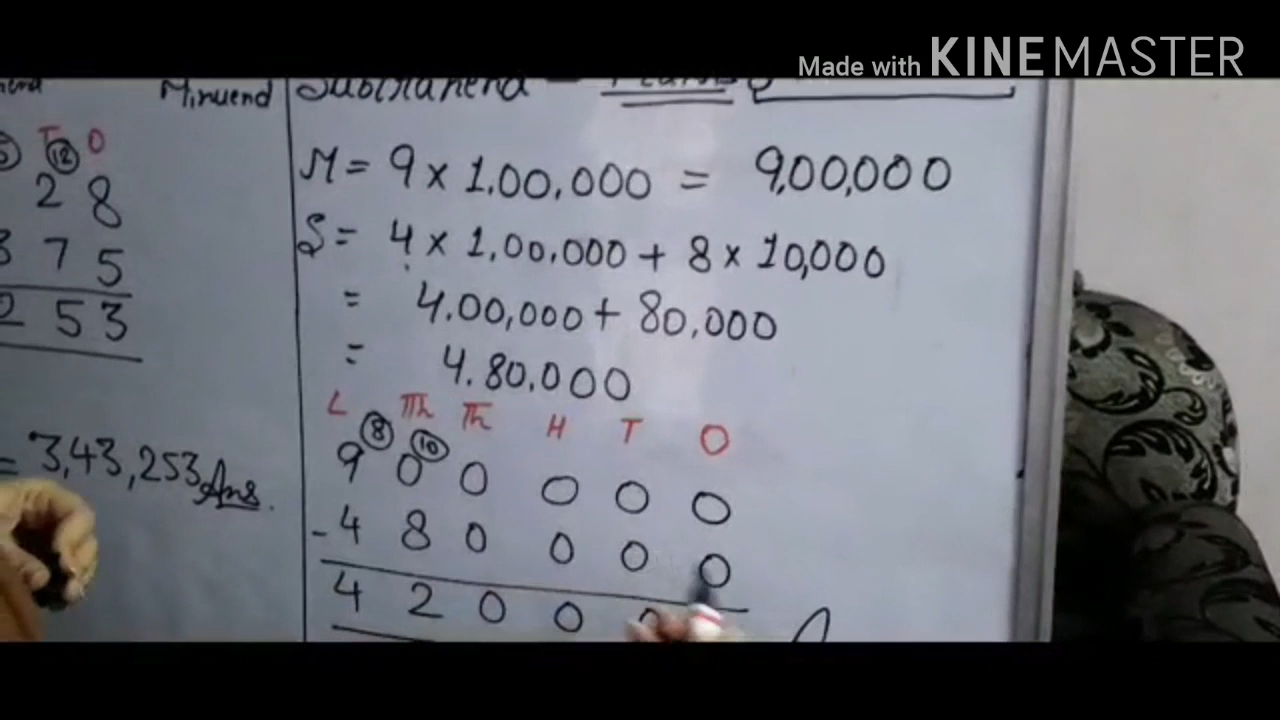 Made with KINEMASTER
Minuend
T O
12
2 8
7 5
2 5 3
= 3,43,253 Ans.
Subtrahend =
M = 9 × 1,00,000 = 9,00,000
S = 4 × 1,00,000 + 8 × 10,000
= 4,00,000 + 80,000
= 4,80,000
L TTh Th H T O
8 10
9 0 0 0 0 0
- 4 8 0 0 0 0
4 2 0 0 0